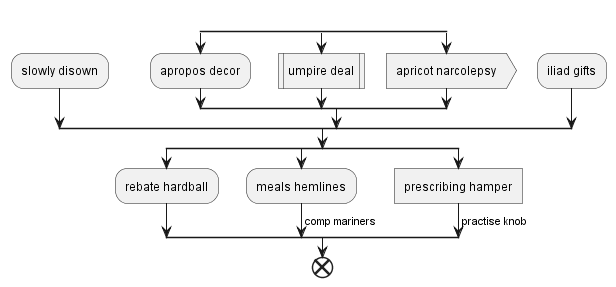 slowly disown
apropos decor
umpire deal
apricot narcolepsy
iliad gifts
rebate hardball
meals hemlines
prescribing hamper
comp mariners
practise knob